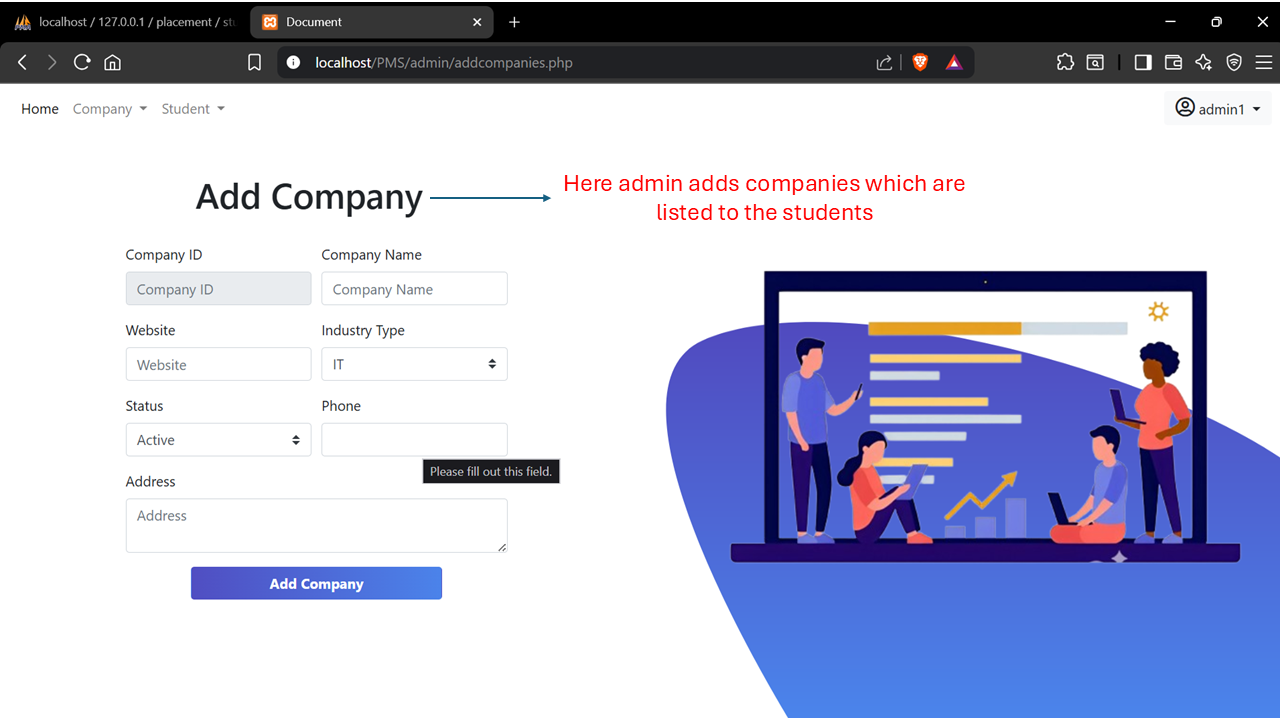 localhost / 127.0.0.1 / placement / stu
Document
localhost/PMS/admin/addcompanies.php
Home Company Student
admin1
Add Company
Here admin adds companies which are
listed to the students
Company ID Company Name
Company ID Company Name
Website Industry Type
Website IT
Status Phone
Active
Please fill out this field.
Address
Address
Add Company